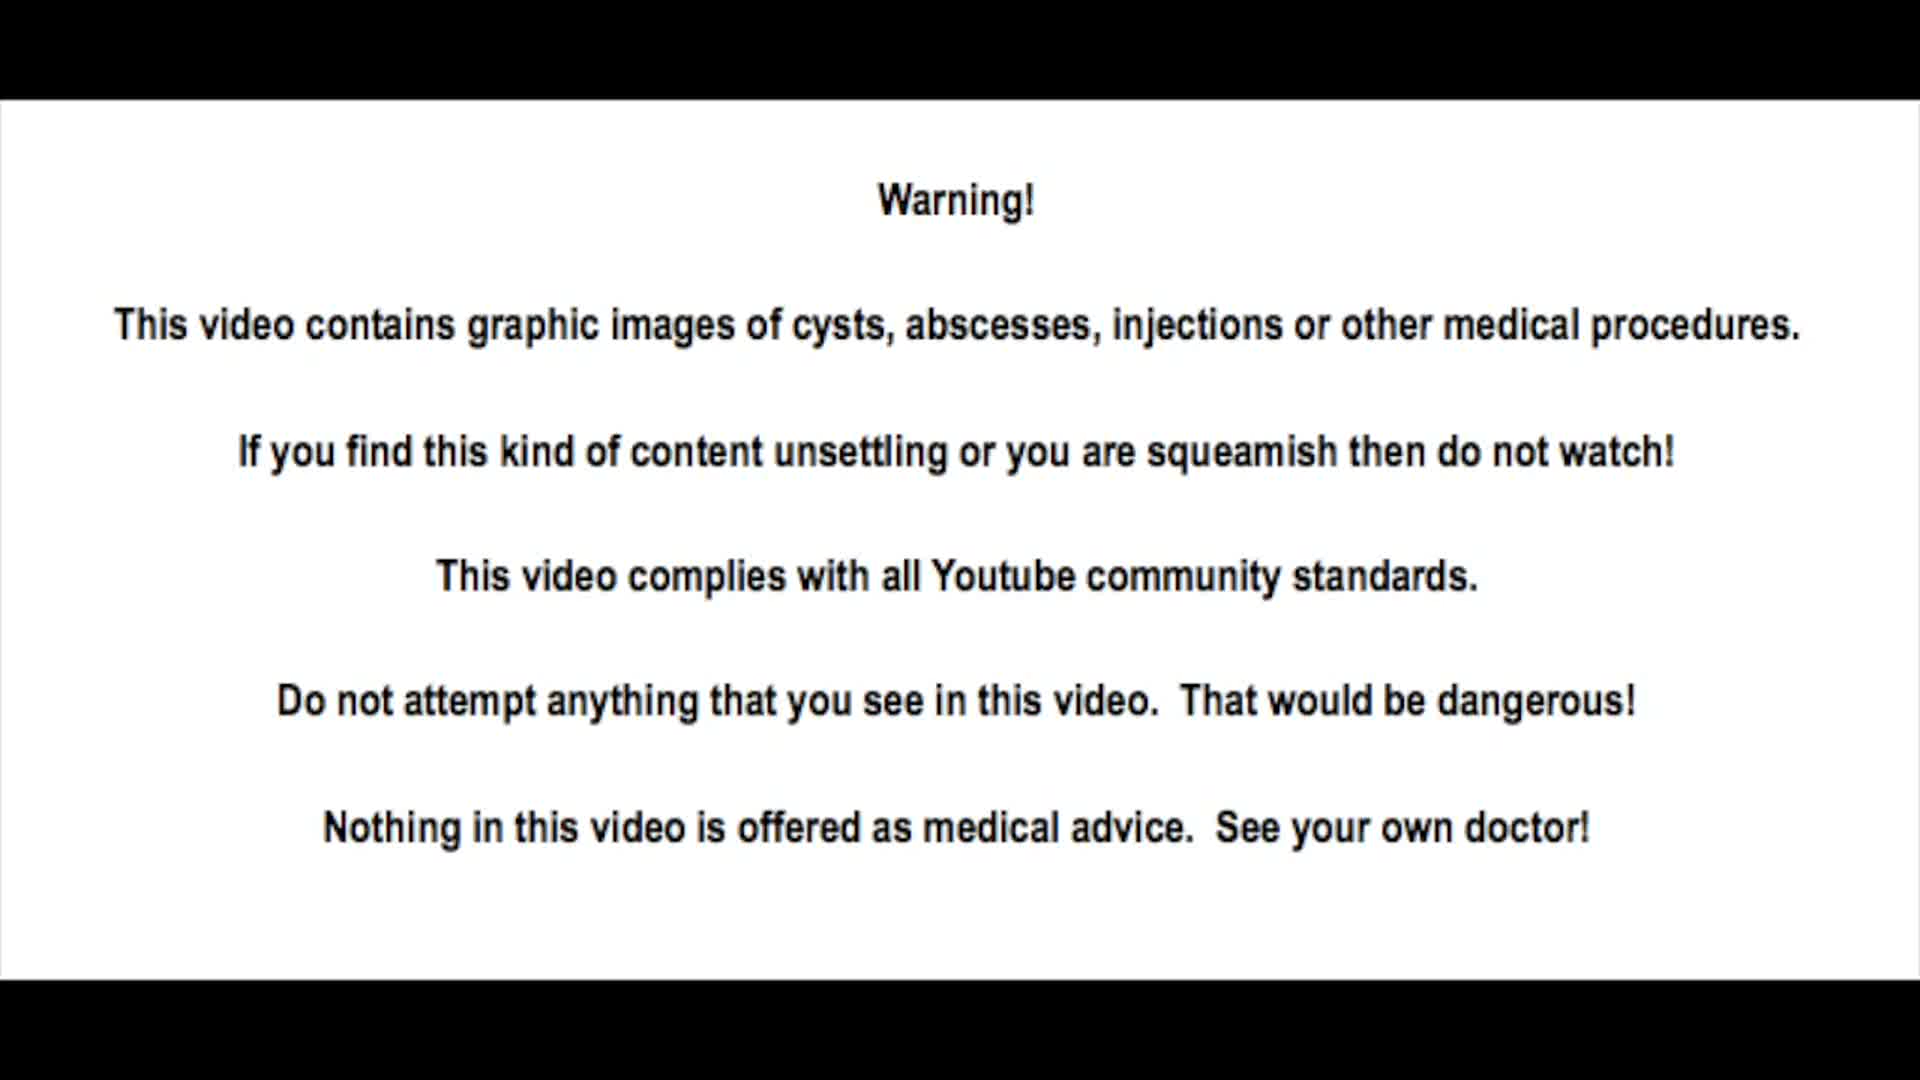 Warning!
This video contains graphic images of cysts, abscesses, injections or other medical procedures.
If you find this kind of content unsettling or you are squeamish then do not watch!
This video complies with all Youtube community standards.
Do not attempt anything that you see in this video.  That would be dangerous!
Nothing in this video is offered as medical advice.  See your own doctor!